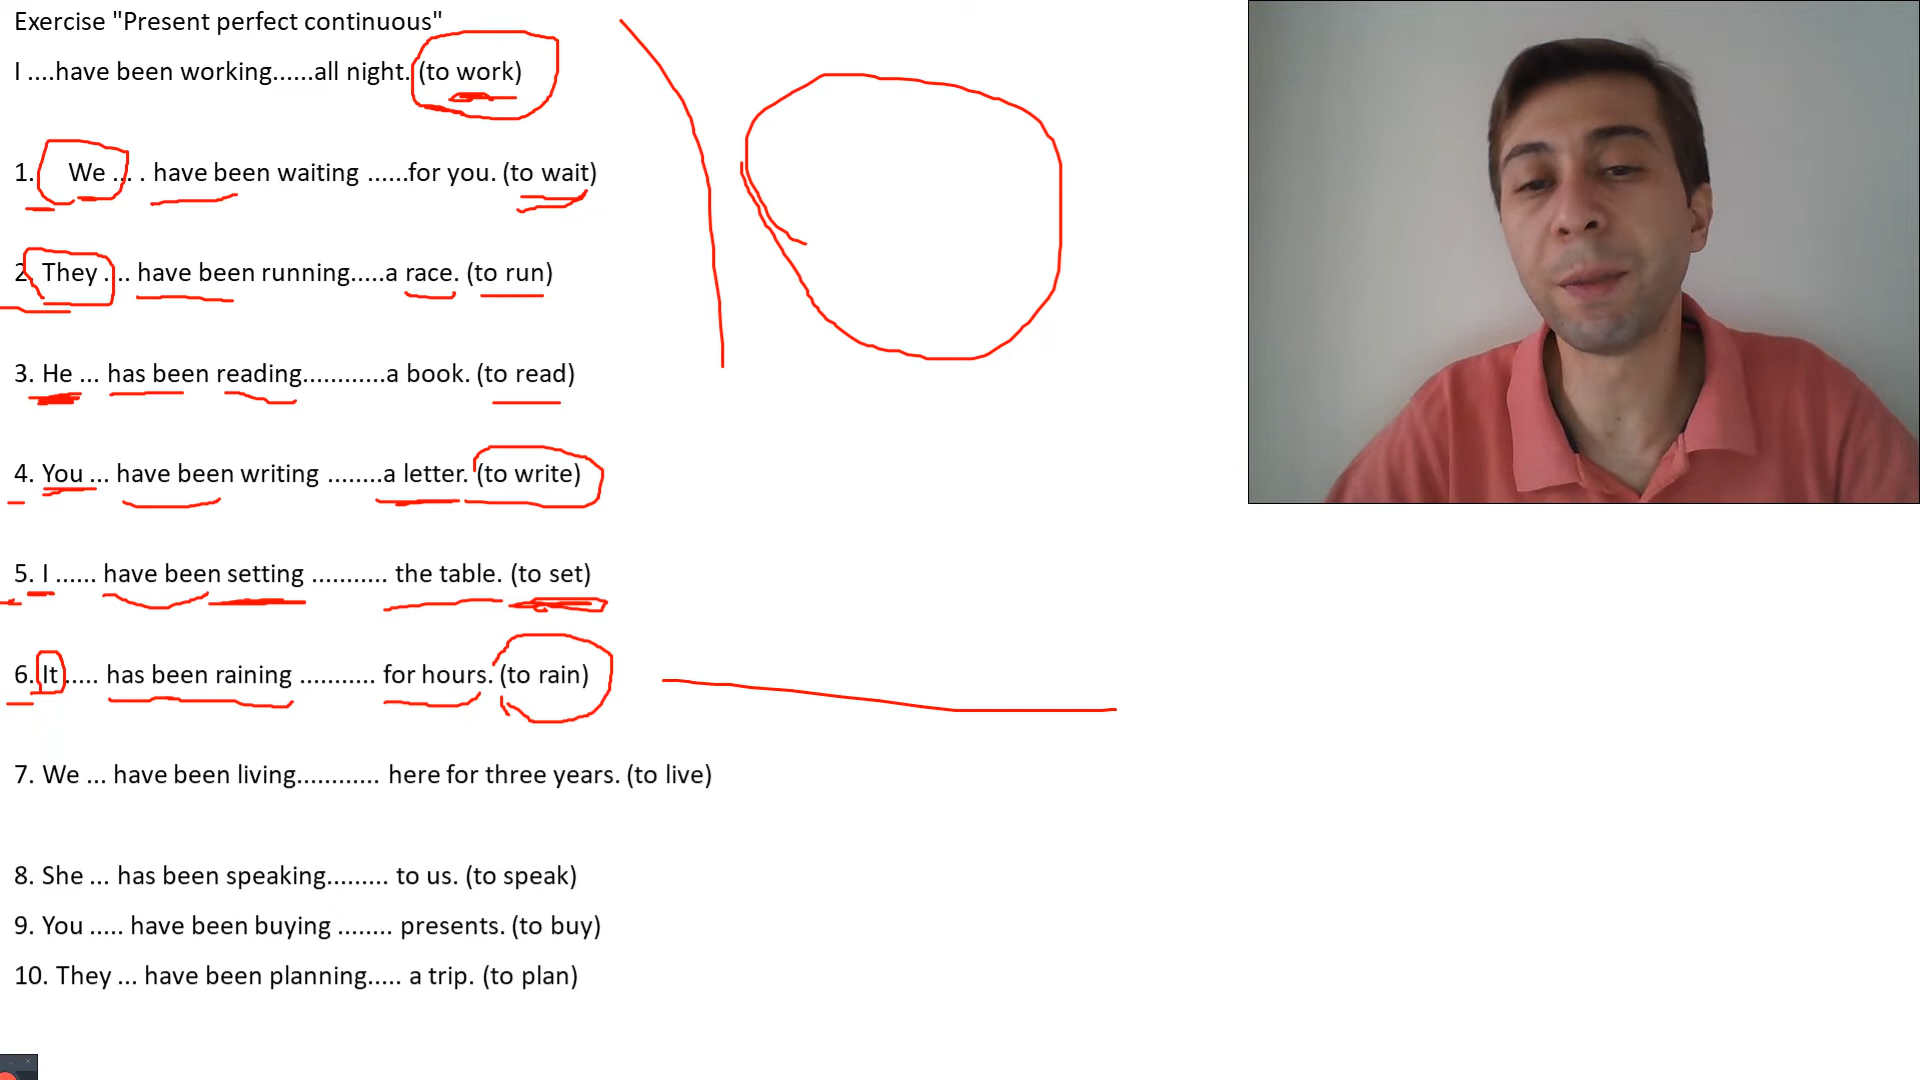 Exercise "Present perfect continuous"
I ....have been working......all night. (to work)
1. We ... . have been waiting ......for you. (to wait)
2. They .... have been running.....a race. (to run)
3. He ... has been reading............a book. (to read)
4. You ... have been writing ........a letter. (to write)
5. I ...... have been setting ........... the table. (to set)
6. It ..... has been raining ........... for hours. (to rain)
7. We ... have been living............ here for three years. (to live)
8. She ... has been speaking......... to us. (to speak)
9. You ..... have been buying ........ presents. (to buy)
10. They ... have been planning..... a trip. (to plan)